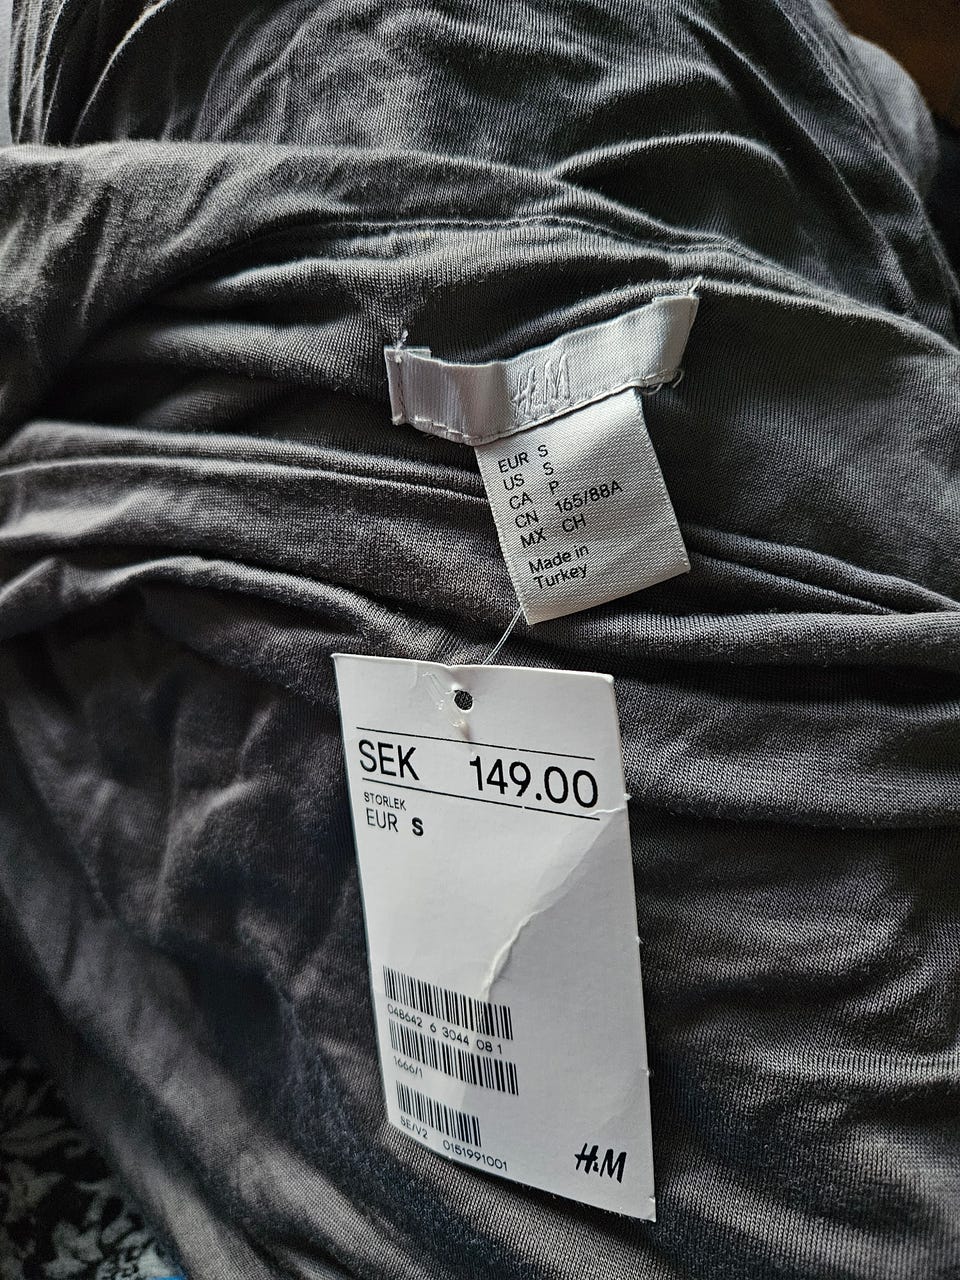 H&M
EUR S
US S
CA P
CN 165/88A
MX CH
Made in
Turkey
SEK 149.00
STORLEK
EUR S
048642 6 3044 08 1
1666/1
SE/V2 0151991001
H&M